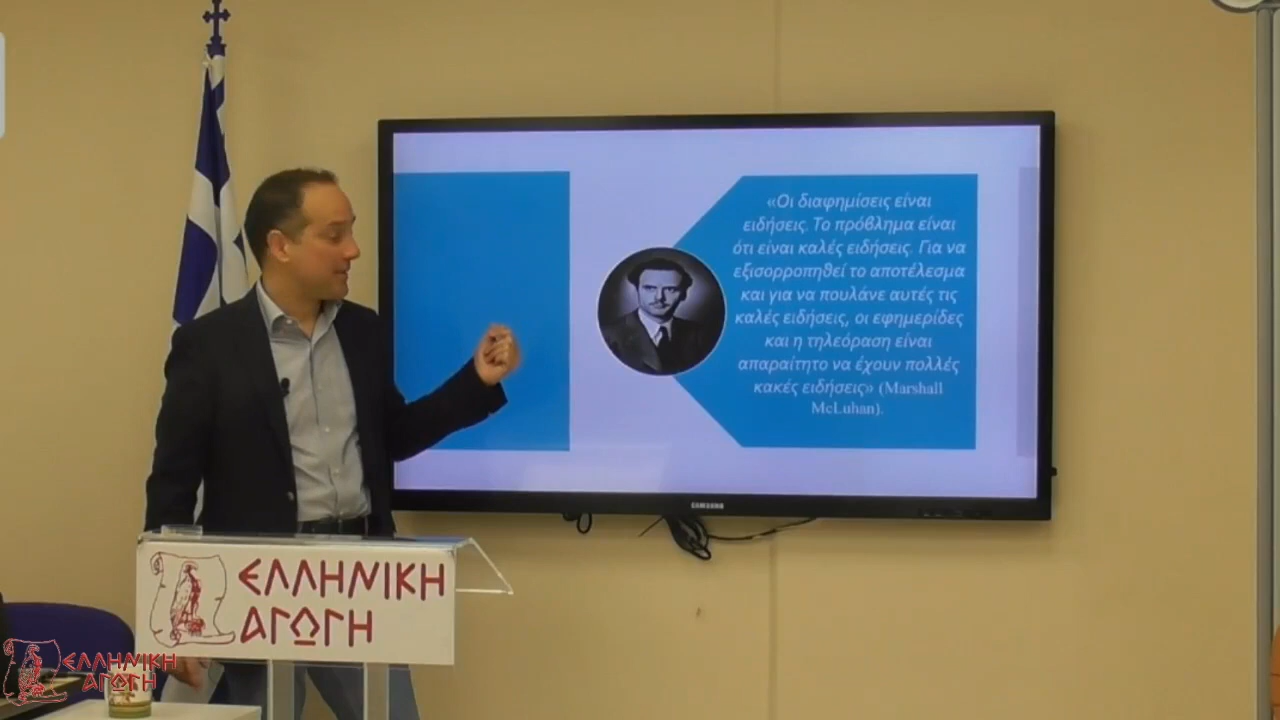 «Οι διαφημίσεις είναι
ειδήσεις. Το πρόβλημα είναι
ότι είναι καλές ειδήσεις. Για να
εξισορροπηθεί το αποτέλεσμα
και για να πουλάνε αυτές τις
καλές ειδήσεις, οι εφημερίδες
και η τηλεόραση είναι
απαραίτητο να έχουν πολλές
κακές ειδήσεις» (Marshall
McLuhan).
ΕΛΛΗΝΙΚΗ
ΑΓΩΓΗ
ΕΛΛΗΝΙΚΗ
ΑΓΩΓΗ